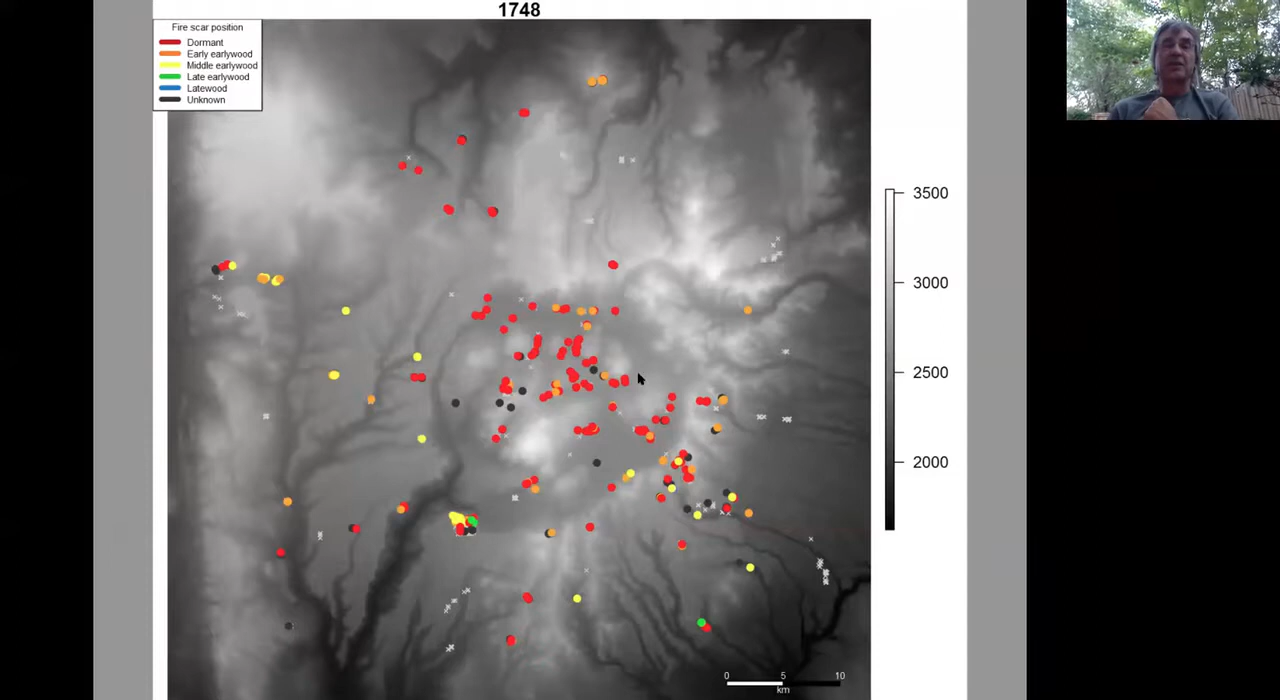 1748
Fire scar position
Dormant
Early earlywood
Middle earlywood
Late earlywood
Latewood
Unknown
3500
3000
2500
2000
0 5 10
km